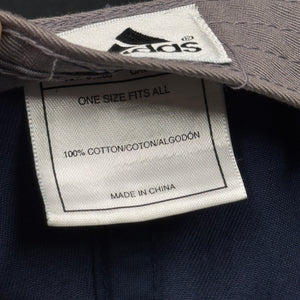 adidas
ONE SIZE FITS ALL
100% COTTON/COTON/ALGODÓN
MADE IN CHINA